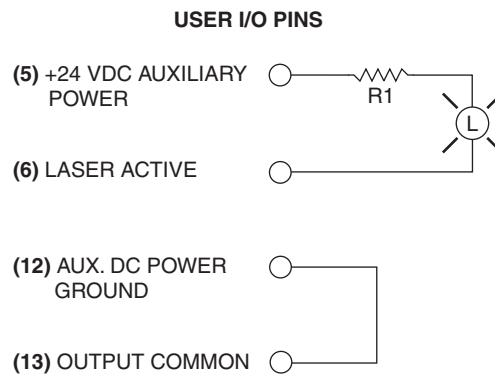 USER I/O PINS
(5) +24 VDC AUXILIARY
POWER
R1
L
(6) LASER ACTIVE
(12) AUX. DC POWER
GROUND
(13) OUTPUT COMMON